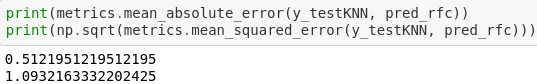 print(metrics.mean_absolute_error(y_testKNN, pred_rfc))
print(np.sqrt(metrics.mean_squared_error(y_testKNN, pred_rfc)))
0.5121951219512195
1.0932163332202425